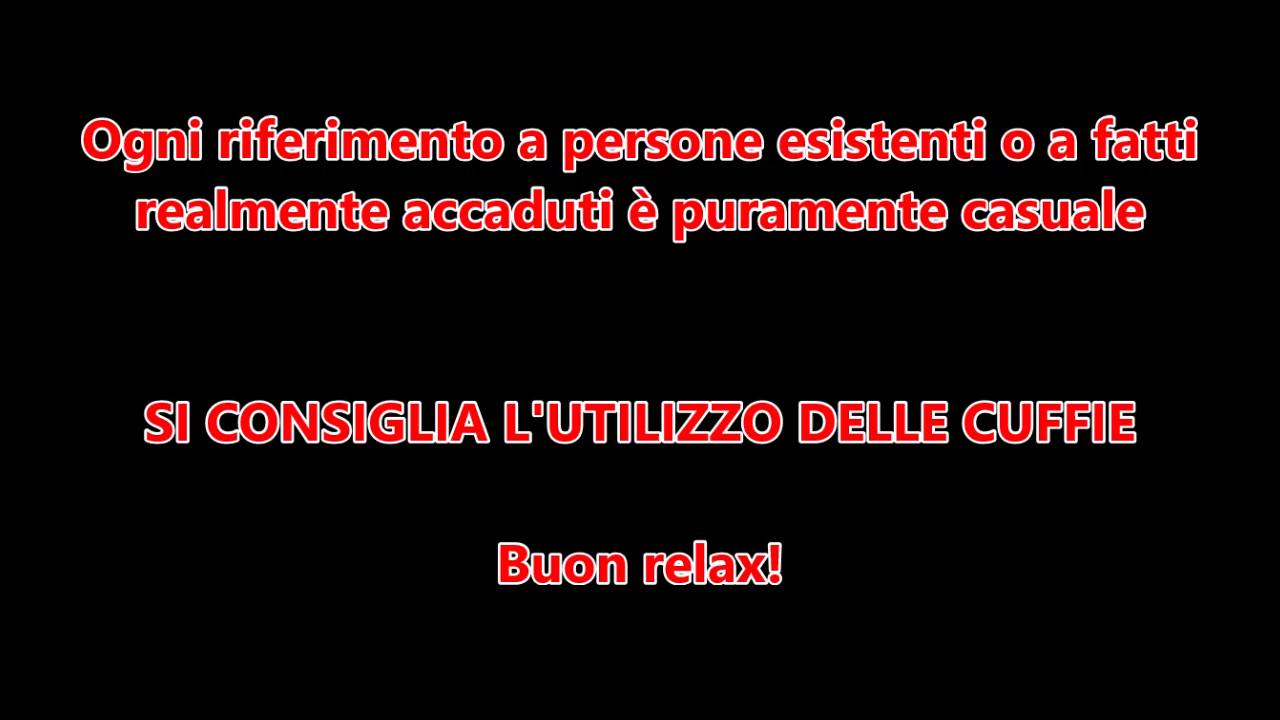 Ogni riferimento a persone esistenti o a fatti
realmente accaduti è puramente casuale
SI CONSIGLIA L'UTILIZZO DELLE CUFFIE
Buon relax!